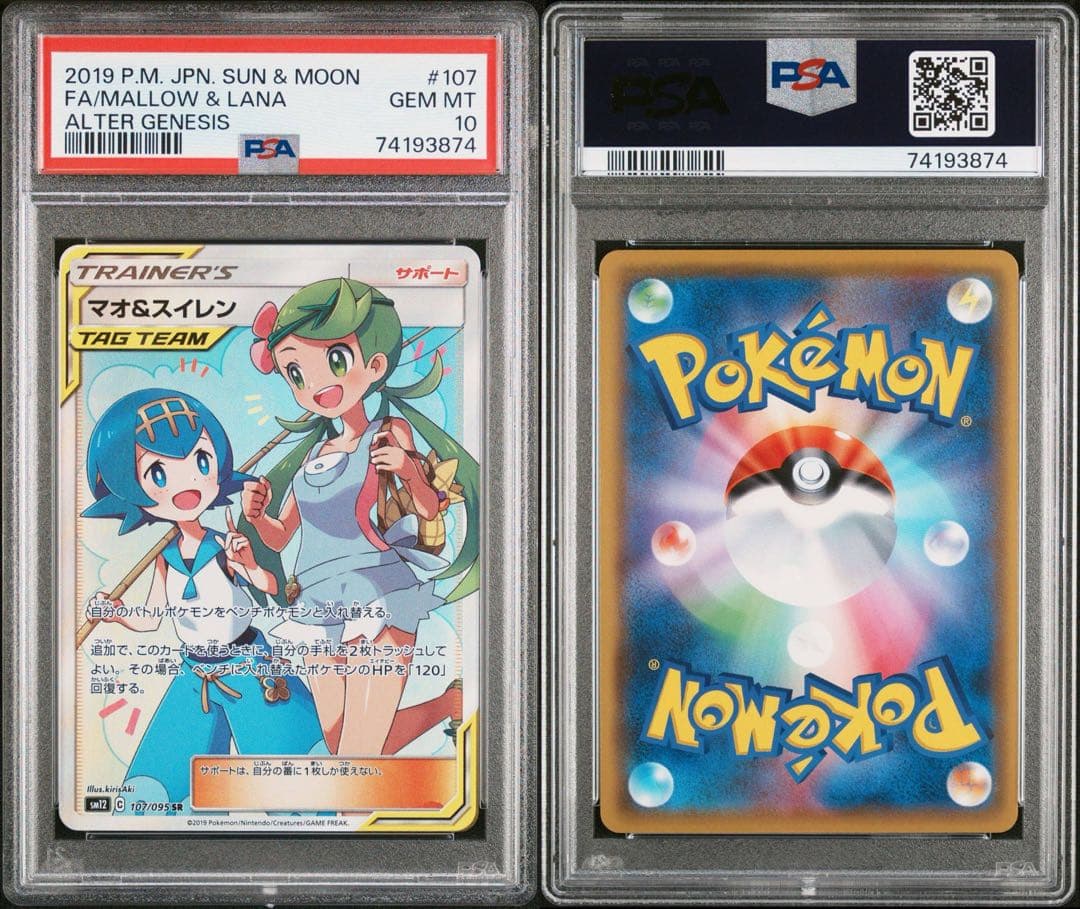 2019 P.M. JPN. SUN & MOON #107
FA/MALLOW & LANA GEM MT
ALTER GENESIS 10
PSA 74193874
TRAINER'S サポート
マオ&スイレン
TAG TEAM
自分のバトルポケモンをベンチポケモンと入れ替える。
追加で、このカードを使うときに、自分の手札を2枚トラッシュして
よい。その場合、ベンチに入れ替えたポケモンのHPを「120」
回復する。
サポートは、自分の番に1枚しか使えない。
Illus.kirisAki
sm12 C 107/095 SR
©2019 Pokémon/Nintendo/Creatures/GAME FREAK.
PSA
PSA
PSA
74193874
POKéMON
®
®
POKéMON
PSA